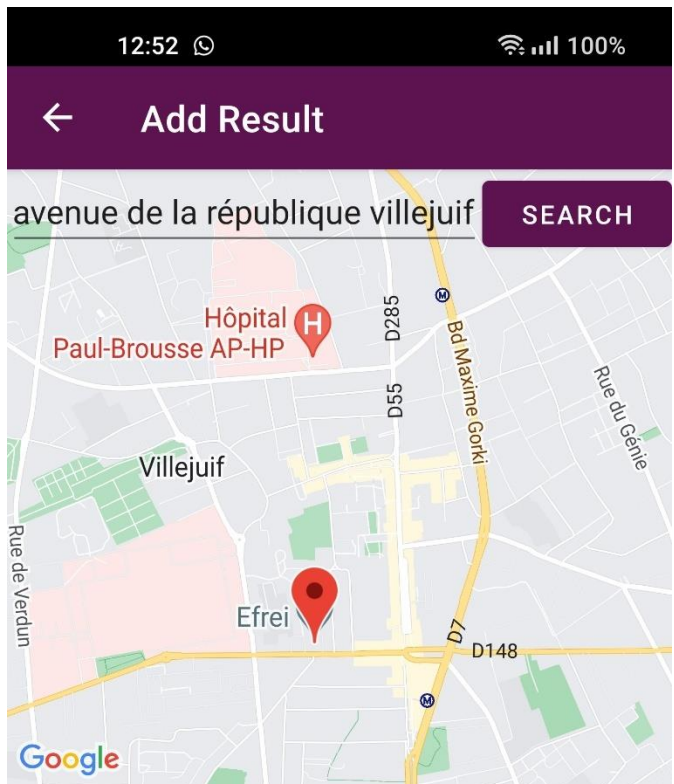 12:52 100%
Add Result
avenue de la république villejuif SEARCH
Hôpital
Paul-Brousse AP-HP
H
D285
M
Bd Maxime Gorki
D55
Rue du Génie
Villejuif
Rue de Verdun
Efrei
D7
D148
M
Google